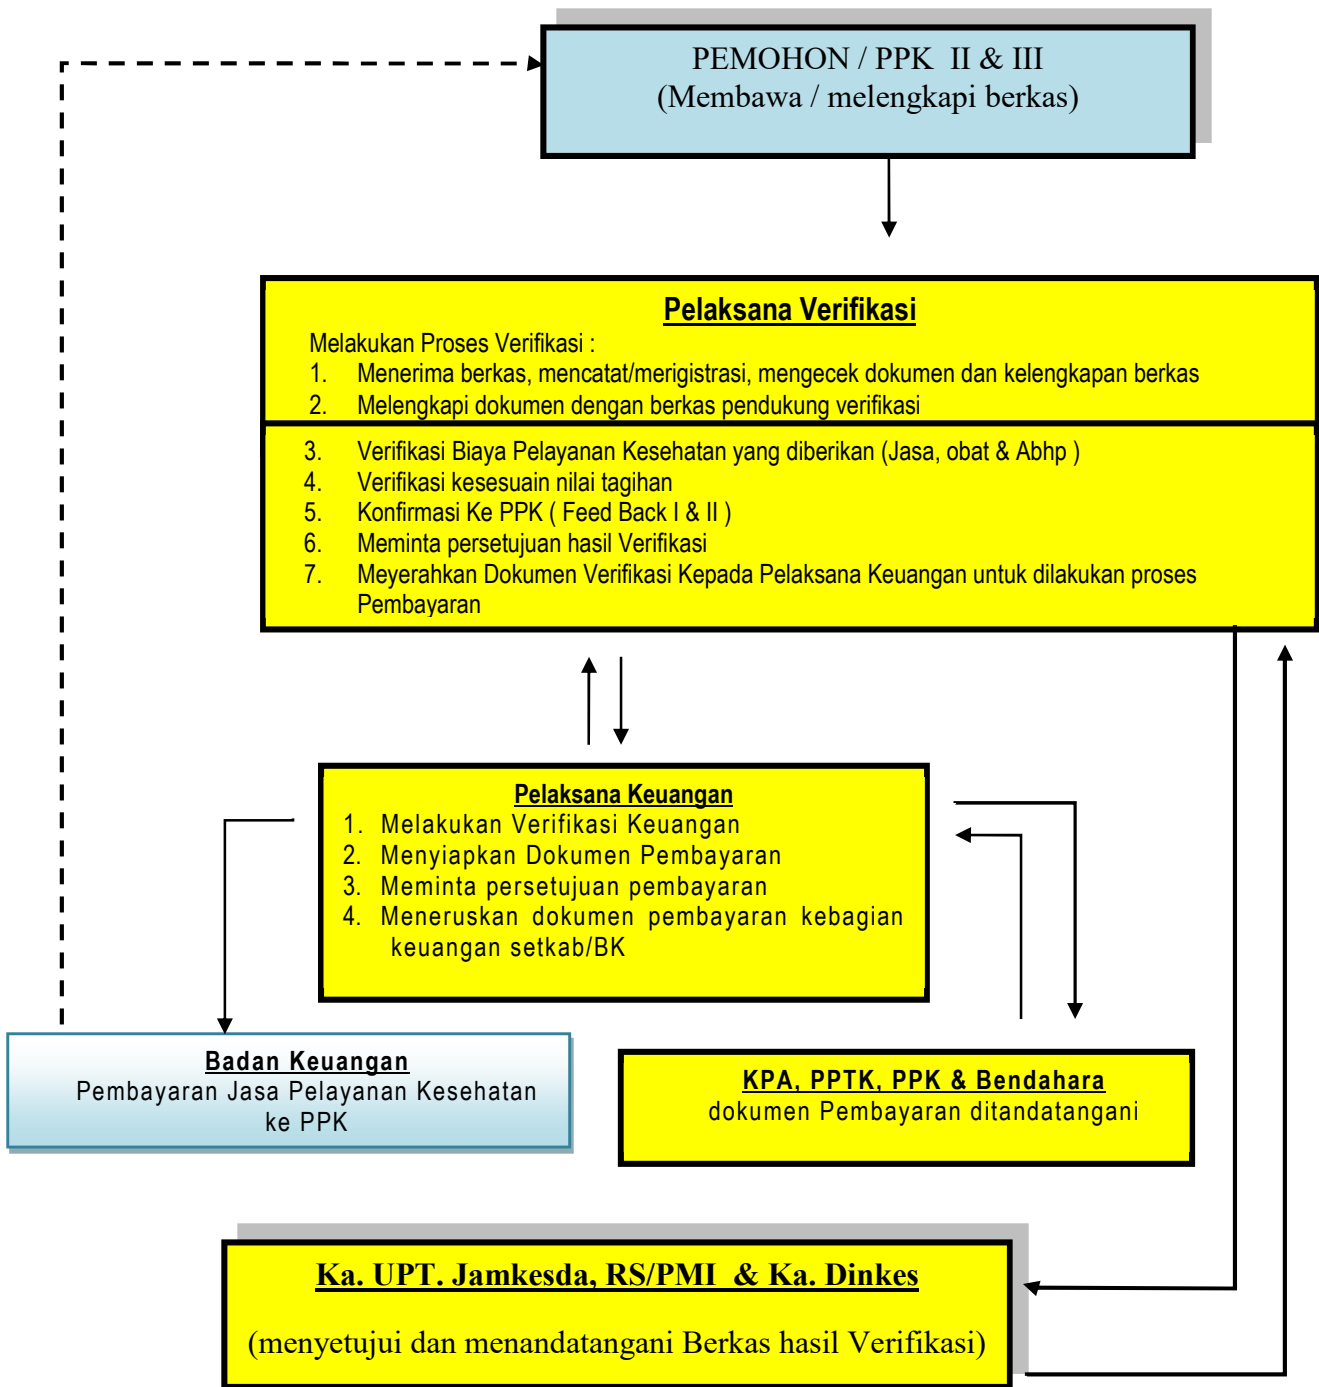 PEMOHON / PPK II & III
(Membawa / melengkapi berkas)
Pelaksana Verifikasi
Melakukan Proses Verifikasi :
1. Menerima berkas, mencatat/merigistrasi, mengecek dokumen dan kelengkapan berkas
2. Melengkapi dokumen dengan berkas pendukung verifikasi
3. Verifikasi Biaya Pelayanan Kesehatan yang diberikan (Jasa, obat & Abhp )
4. Verifikasi kesesuain nilai tagihan
5. Konfirmasi Ke PPK ( Feed Back I & II )
6. Meminta persetujuan hasil Verifikasi
7. Meyerahkan Dokumen Verifikasi Kepada Pelaksana Keuangan untuk dilakukan proses
Pembayaran
Pelaksana Keuangan
1. Melakukan Verifikasi Keuangan
2. Menyiapkan Dokumen Pembayaran
3. Meminta persetujuan pembayaran
4. Meneruskan dokumen pembayaran kebagian
keuangan setkab/BK
Badan Keuangan
Pembayaran Jasa Pelayanan Kesehatan
ke PPK
KPA, PPTK, PPK & Bendahara
dokumen Pembayaran ditandatangani
Ka. UPT. Jamkesda, RS/PMI & Ka. Dinkes
(menyetujui dan menandatangani Berkas hasil Verifikasi)